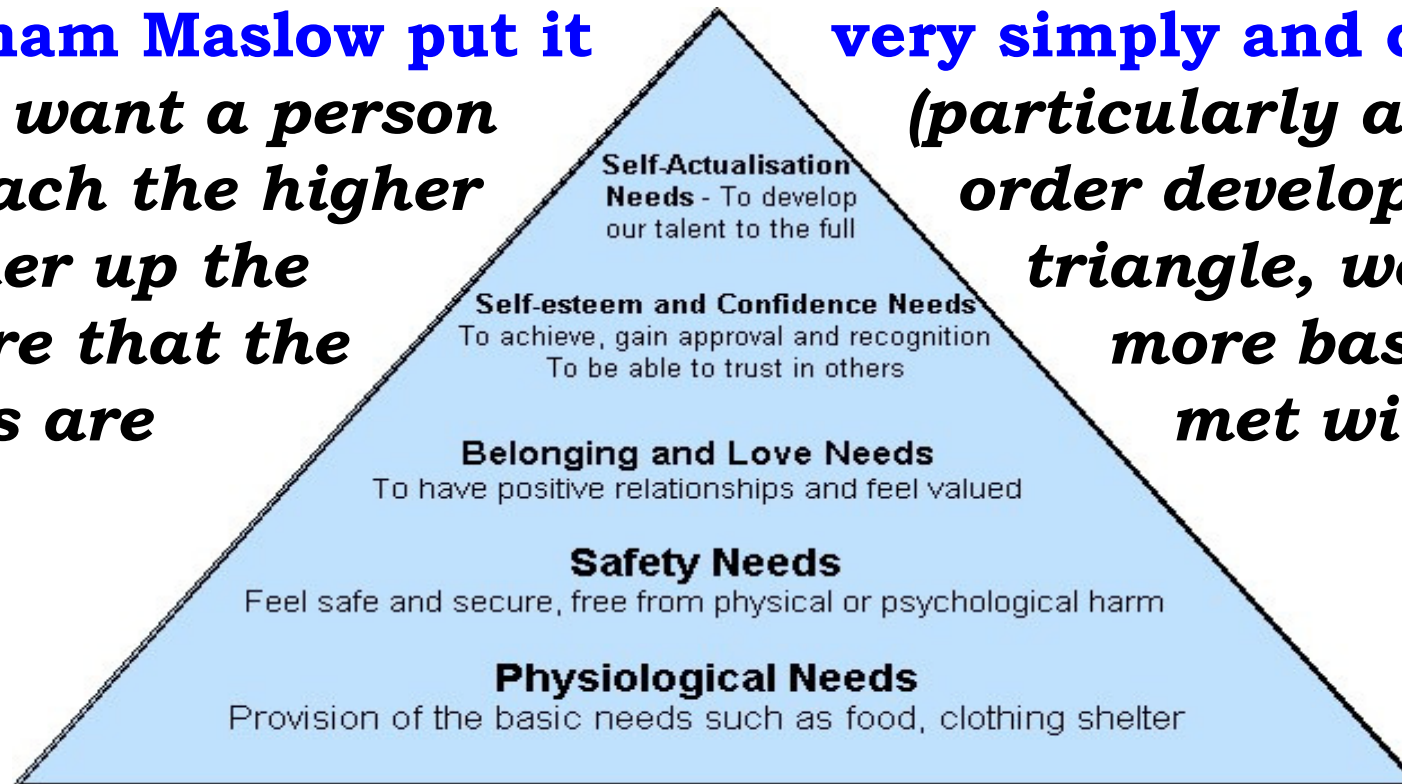 ham Maslow put it very simply and
want a person (particularly a
ach the higher order develop
er up the triangle, we
re that the more bas
s are met wi
Self-Actualisation
Needs - To develop
our talent to the full
Self-esteem and Confidence Needs
To achieve, gain approval and recognition
To be able to trust in others
Belonging and Love Needs
To have positive relationships and feel valued
Safety Needs
Feel safe and secure, free from physical or psychological harm
Physiological Needs
Provision of the basic needs such as food, clothing shelter